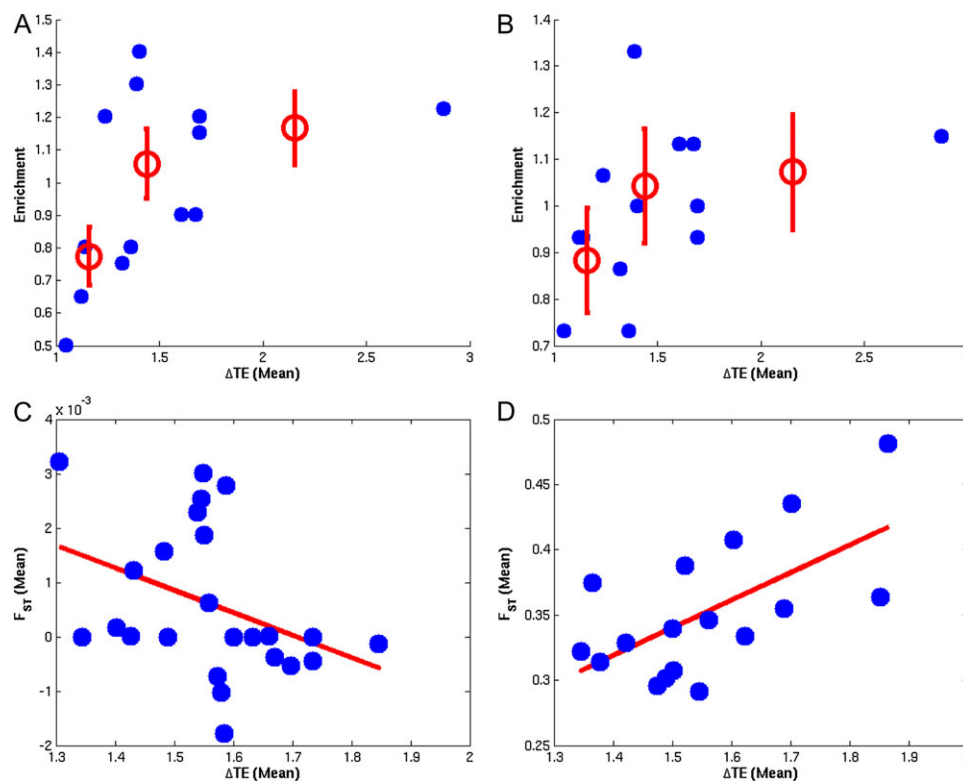 A
Enrichment
1.5
1.4
1.3
1.2
1.1
1
0.9
0.8
0.7
0.6
0.5
1 1.5 2 2.5 3
ΔTE (Mean)
B
Enrichment
1.4
1.3
1.2
1.1
1
0.9
0.8
0.7
1 1.5 2 2.5
ΔTE (Mean)
C
x 10⁻³
F_ST (Mean)
4
3
2
1
0
-1
-2
1.3 1.4 1.5 1.6 1.7 1.8 1.9 2
ΔTE (Mean)
D
F_ST (Mean)
0.5
0.45
0.4
0.35
0.3
0.25
1.3 1.4 1.5 1.6 1.7 1.8 1.9
ΔTE (Mean)